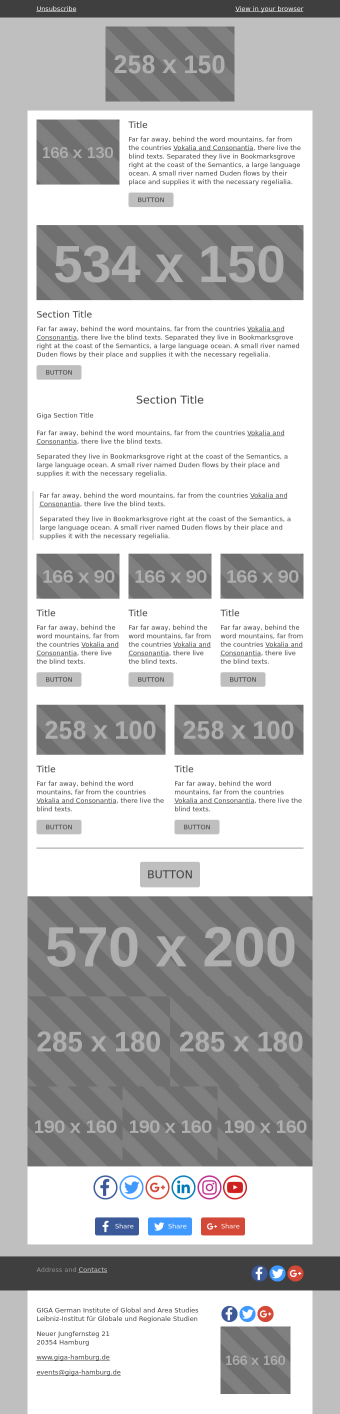 Unsubscribe
View in your browser
258 x 150
166 x 130
Title
Far far away, behind the word mountains, far from
the countries Vokalia and Consonantia, there live the
blind texts. Separated they live in Bookmarksgrove
right at the coast of the Semantics, a large language
ocean. A small river named Duden flows by their
place and supplies it with the necessary regelialia.
BUTTON
534 x 150
Section Title
Far far away, behind the word mountains, far from the countries Vokalia and
Consonantia, there live the blind texts. Separated they live in Bookmarksgrove
right at the coast of the Semantics, a large language ocean. A small river named
Duden flows by their place and supplies it with the necessary regelialia.
BUTTON
Section Title
Giga Section Title
Far far away, behind the word mountains, far from the countries Vokalia and
Consonantia, there live the blind texts.
Separated they live in Bookmarksgrove right at the coast of the Semantics, a
large language ocean. A small river named Duden flows by their place and
supplies it with the necessary regelialia.
Far far away, behind the word mountains, far from the countries Vokalia and
Consonantia, there live the blind texts.
Separated they live in Bookmarksgrove right at the coast of the Semantics, a
large language ocean. A small river named Duden flows by their place and
supplies it with the necessary regelialia.
166 x 90
Title
Far far away, behind the
word mountains, far from
the countries Vokalia and
Consonantia, there live
the blind texts.
BUTTON
166 x 90
Title
Far far away, behind the
word mountains, far from
the countries Vokalia and
Consonantia, there live
the blind texts.
BUTTON
166 x 90
Title
Far far away, behind the
word mountains, far from
the countries Vokalia and
Consonantia, there live
the blind texts.
BUTTON
258 x 100
Title
Far far away, behind the word
mountains, far from the countries
Vokalia and Consonantia, there live the
blind texts.
BUTTON
258 x 100
Title
Far far away, behind the word
mountains, far from the countries
Vokalia and Consonantia, there live the
blind texts.
BUTTON
BUTTON
570 x 200
285 x 180
285 x 180
190 x 160
190 x 160
190 x 160
Share
Share
Share
Address and Contacts
GIGA German Institute of Global and Area Studies
Leibniz-Institut für Globale und Regionale Studien
Neuer Jungfernsteg 21
20354 Hamburg
www.giga-hamburg.de
events@giga-hamburg.de
166 x 160